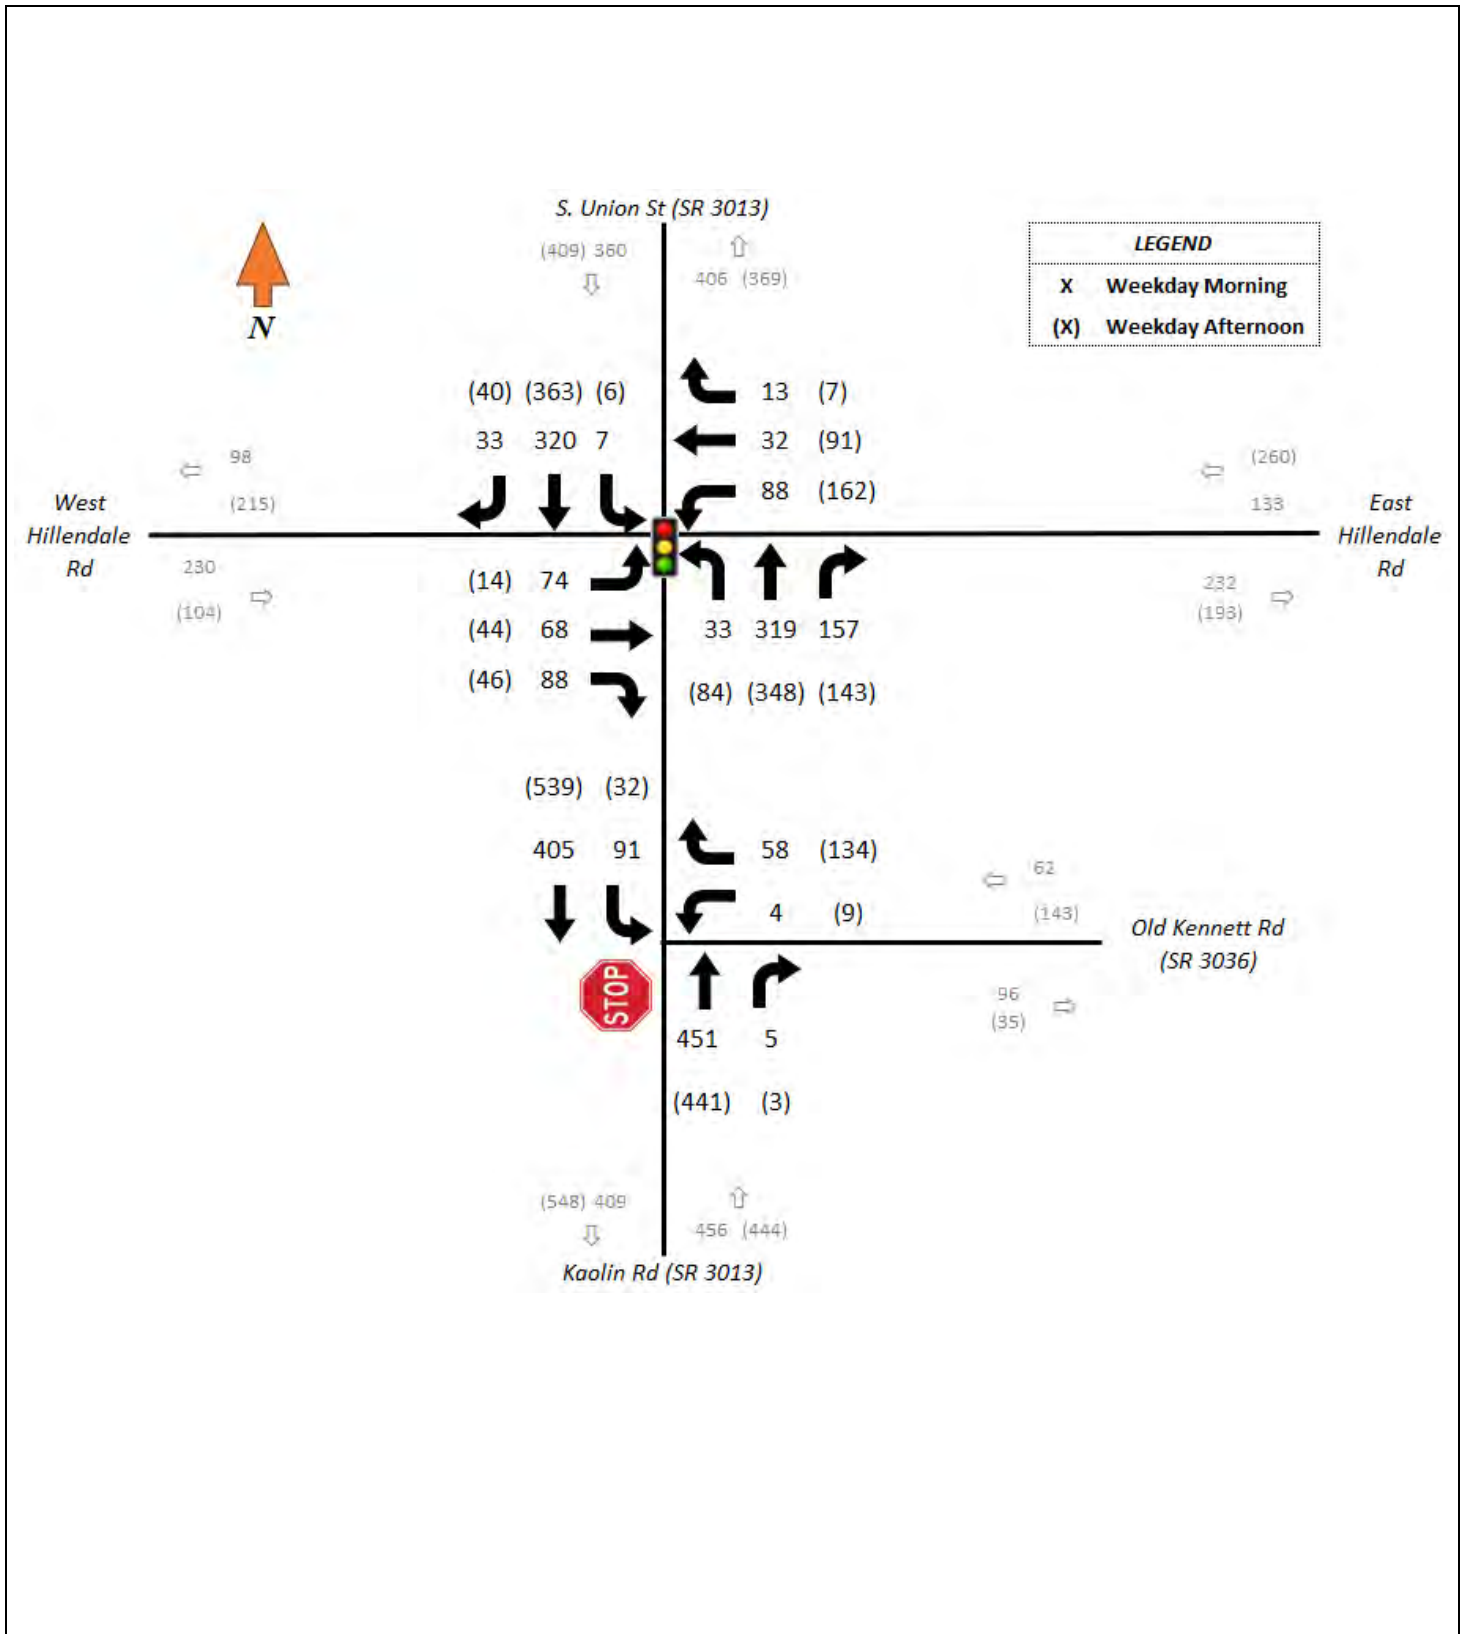 S. Union St (SR 3013)
(409) 360
406 (369)
LEGEND
X Weekday Morning
(X) Weekday Afternoon
N
(40) (363) (6)
33 320 7
13 (7)
32 (91)
88 (162)
98
(215)
(260)
133
West
Hillendale
Rd
East
Hillendale
Rd
230
(104)
232
(193)
(14) 74
(44) 68
(46) 88
33 319 157
(84) (348) (143)
(539) (32)
405 91
58 (134)
4 (9)
62
(143)
Old Kennett Rd
(SR 3036)
STOP
96
(35)
451 5
(441) (3)
(548) 409
456 (444)
Kaolin Rd (SR 3013)